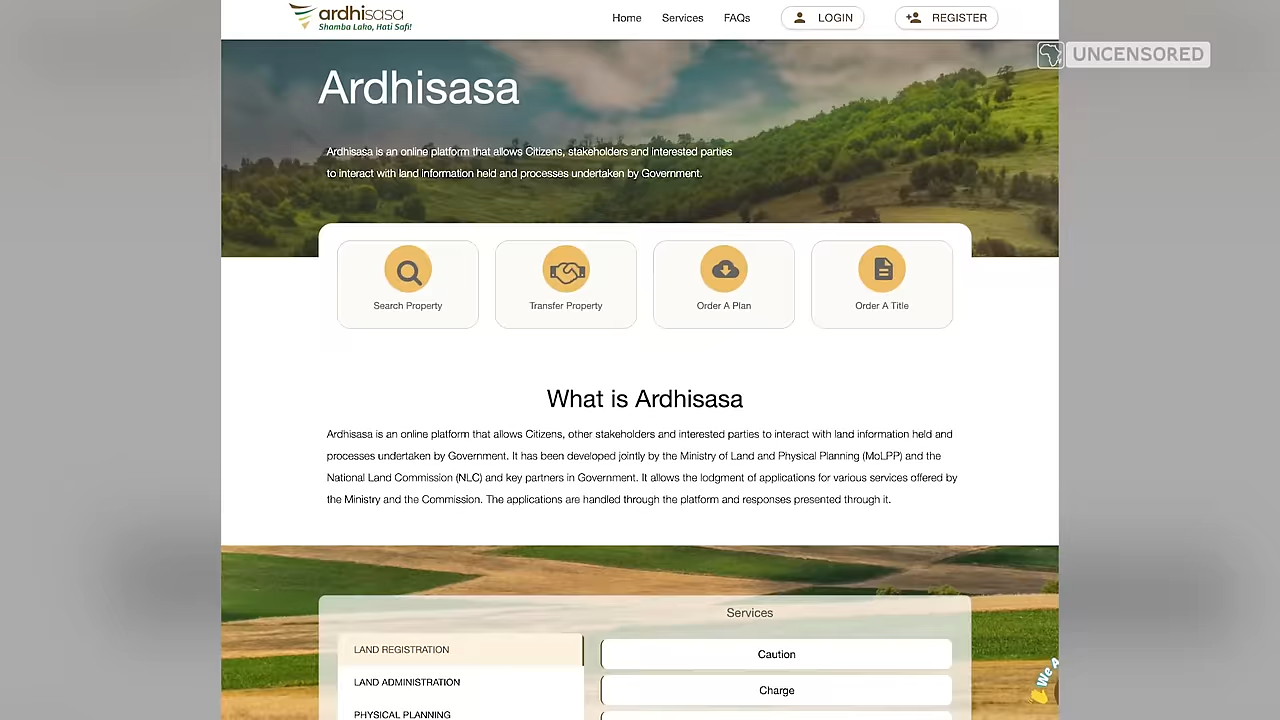 ardhisasa
Shamba Lako, Hati Safi!
Home Services FAQs LOGIN REGISTER
UNCENSORED
Ardhisasa
Ardhisasa is an online platform that allows Citizens, stakeholders and interested parties
to interact with land information held and processes undertaken by Government.
Search Property
Transfer Property
Order A Plan
Order A Title
What is Ardhisasa
Ardhisasa is an online platform that allows Citizens, other stakeholders and interested parties to interact with land information held and
processes undertaken by Government. It has been developed jointly by the Ministry of Land and Physical Planning (MoLPP) and the
National Land Commission (NLC) and key partners in Government. It allows the lodgment of applications for various services offered by
the Ministry and the Commission. The applications are handled through the platform and responses presented through it.
Services
LAND REGISTRATION
LAND ADMINISTRATION
PHYSICAL PLANNING
Caution
Charge
We A